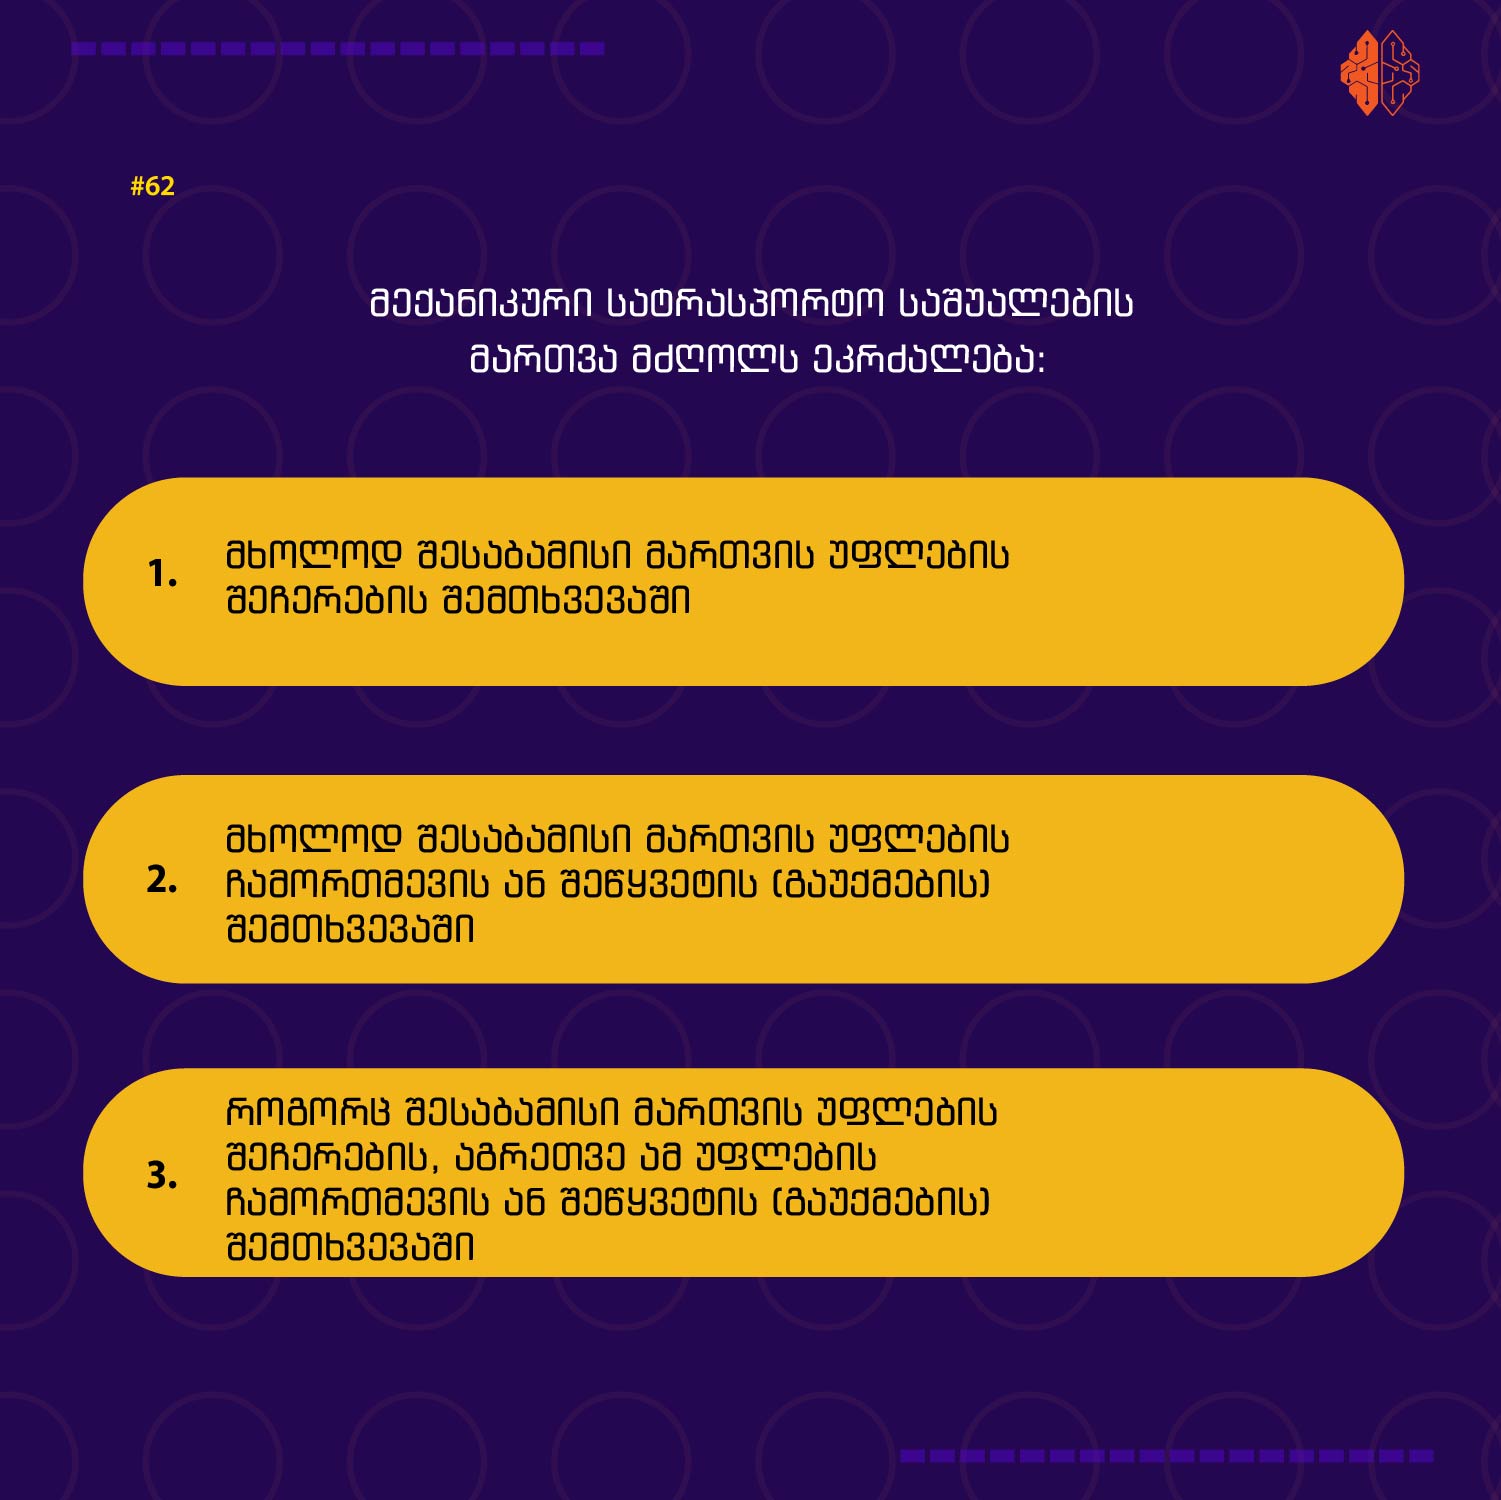 #62
მექანიკური სატრასპორტო საშუალების
მართვა მძღოლს ეკრძალება:
1. მხოლოდ შესაბამისი მართვის უფლების
შეჩერების შემთხვევაში
2. მხოლოდ შესაბამისი მართვის უფლების
ჩამორთმევის ან შეწყვეტის (გაუქმების)
შემთხვევაში
3. როგორც შესაბამისი მართვის უფლების
შეჩერების, აგრეთვე ამ უფლების
ჩამორთმევის ან შეწყვეტის (გაუქმების)
შემთხვევაში